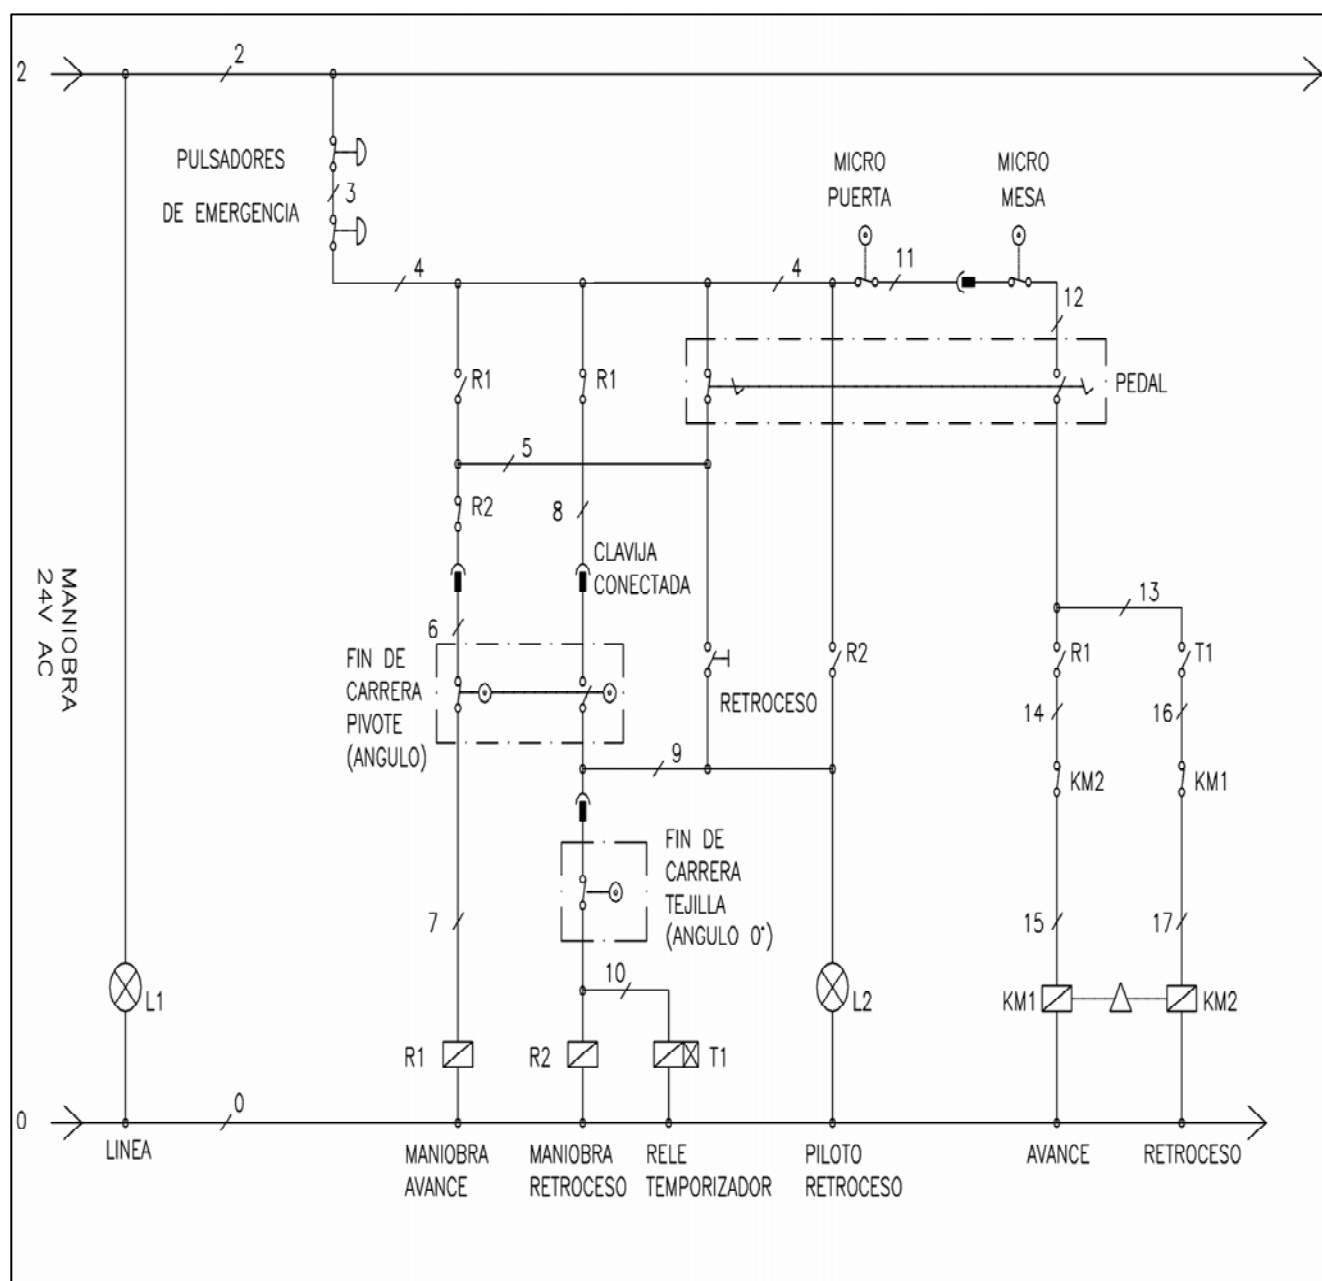 2
2
PULSADORES
DE EMERGENCIA
3
MICRO
PUERTA
MICRO
MESA
4
4
11
12
R1
R1
PEDAL
5
R2
8
CLAVIJA
CONECTADA
MANIOBRA
24V AC
6
13
FIN DE
CARRERA
PIVOTE
(ANGULO)
RETROCESO
R2
R1
T1
14
16
9
KM2
KM1
FIN DE
CARRERA
TEJILLA
(ANGULO 0°)
7
15
17
10
L1
L2
KM1
KM2
R1
R2
T1
0
0
LINEA
MANIOBRA
AVANCE
MANIOBRA
RETROCESO
RELE
TEMPORIZADOR
PILOTO
RETROCESO
AVANCE
RETROCESO